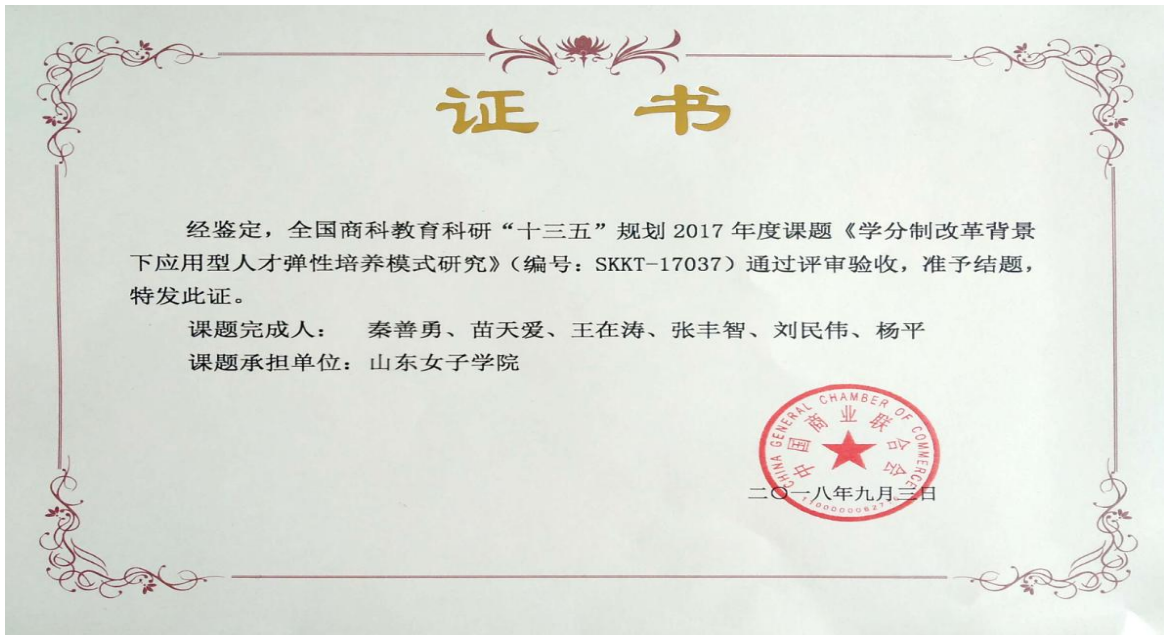 证 书
经鉴定，全国商科教育科研“十三五”规划 2017 年度课题《学分制改革背景
下应用型人才弹性培养模式研究》（编号：SKKT-17037）通过评审验收，准予结题，
特发此证。
课题完成人： 秦善勇、苗天爱、王在涛、张丰智、刘民伟、杨平
课题承担单位：山东女子学院
CHINA GENERAL CHAMBER OF COMMERCE
中国商业联合会
二〇一八年九月三日